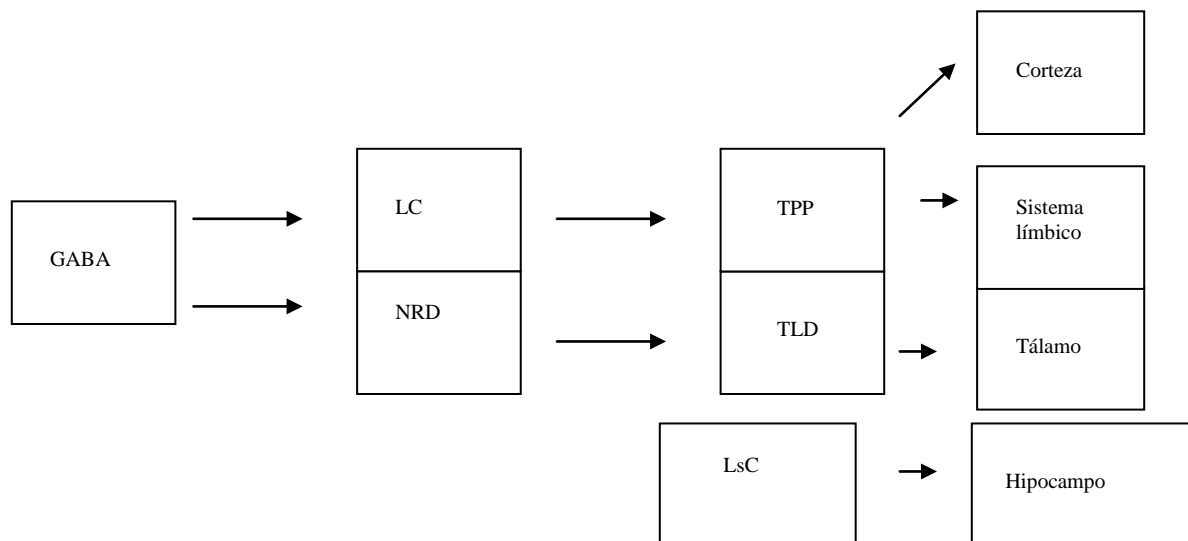 Corteza
LC
TPP
Sistema
límbico
GABA
NRD
TLD
Tálamo
LsC
Hipocampo